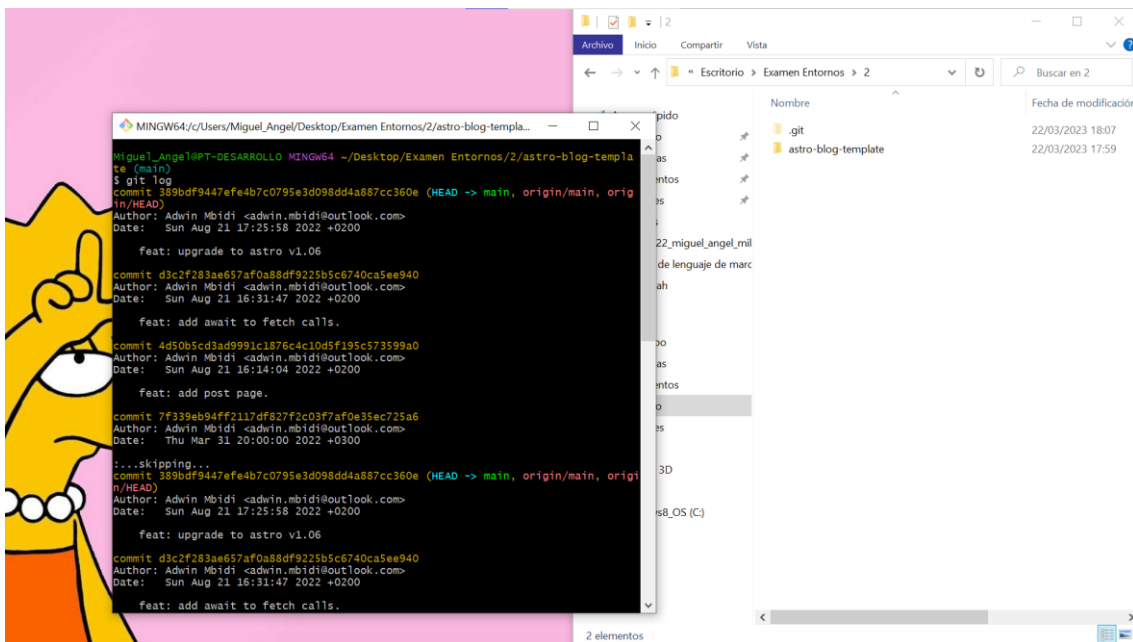 MINGW64:/c/Users/Miguel_Angel/Desktop/Examen Entornos/2/astro-blog-templa...
Miguel_Angel@PT-DESARROLLO MINGW64 ~/Desktop/Examen Entornos/2/astro-blog-templa
te (main)
$ git log
commit 389bdf9447efe4b7c0795e3d098dd4a887cc360e (HEAD -> main, origin/main, orig
in/HEAD)
Author: Adwin Mbidi <adwin.mbidi@outlook.com>
Date:   Sun Aug 21 17:25:58 2022 +0200
feat: upgrade to astro v1.06
commit d3c2f283ae657af0a88df9225b5c6740ca5ee940
Author: Adwin Mbidi <adwin.mbidi@outlook.com>
Date:   Sun Aug 21 16:31:47 2022 +0200
feat: add await to fetch calls.
commit 4d50b5cd3ad9991c1876c4c10d5f195c573599a0
Author: Adwin Mbidi <adwin.mbidi@outlook.com>
Date:   Sun Aug 21 16:14:04 2022 +0200
feat: add post page.
commit 7f339eb94ff2117df827f2c03f7af0e35ec725a6
Author: Adwin Mbidi <adwin.mbidi@outlook.com>
Date:   Thu Mar 31 20:00:00 2022 +0300
:...skipping...
commit 389bdf9447efe4b7c0795e3d098dd4a887cc360e (HEAD -> main, origin/main, origi
n/HEAD)
Author: Adwin Mbidi <adwin.mbidi@outlook.com>
Date:   Sun Aug 21 17:25:58 2022 +0200
feat: upgrade to astro v1.06
commit d3c2f283ae657af0a88df9225b5c6740ca5ee940
Author: Adwin Mbidi <adwin.mbidi@outlook.com>
Date:   Sun Aug 21 16:31:47 2022 +0200
feat: add await to fetch calls.
2
Archivo Inicio Compartir Vista
« Escritorio > Examen Entornos > 2
Buscar en 2
Nombre Fecha de modificación
.git 22/03/2023 18:07
astro-blog-template 22/03/2023 17:59
pido
o
as
entos
es
22_miguel_angel_mil
de lenguaje de marc
ah
as
entos
o
es
3D
s8_OS (C:)
2 elementos